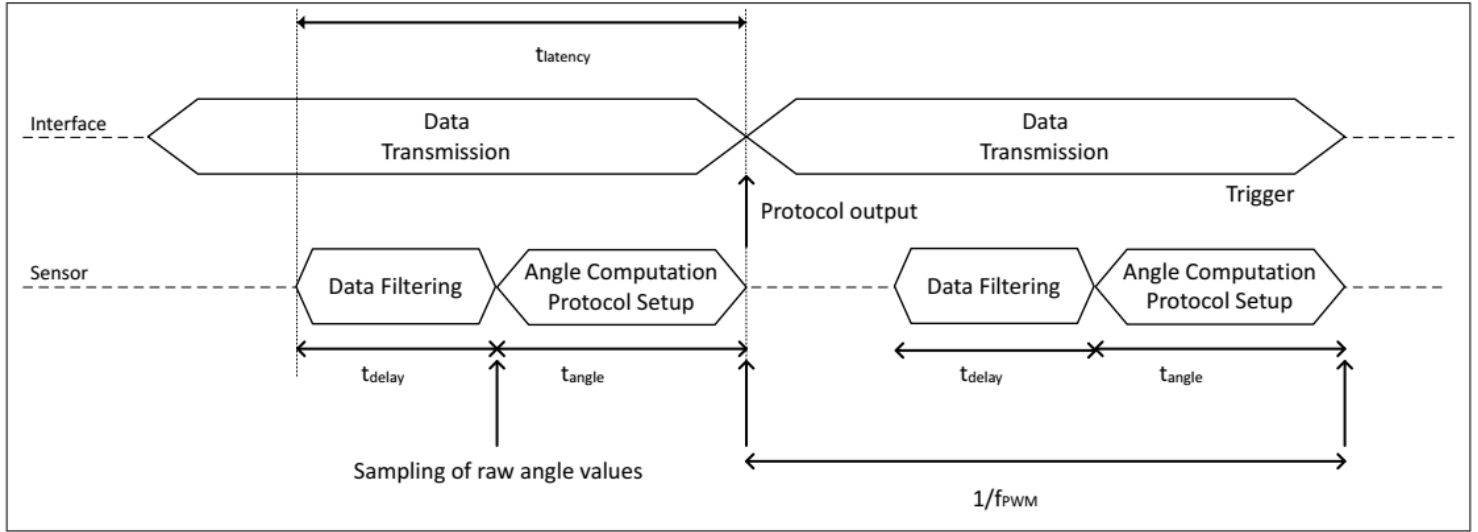 tlatency
Interface
Data
Transmission
Data
Transmission
Trigger
Protocol output
Sensor
Data Filtering
Angle Computation
Protocol Setup
Data Filtering
Angle Computation
Protocol Setup
tdelay
tangle
tdelay
tangle
Sampling of raw angle values
1/fPWM